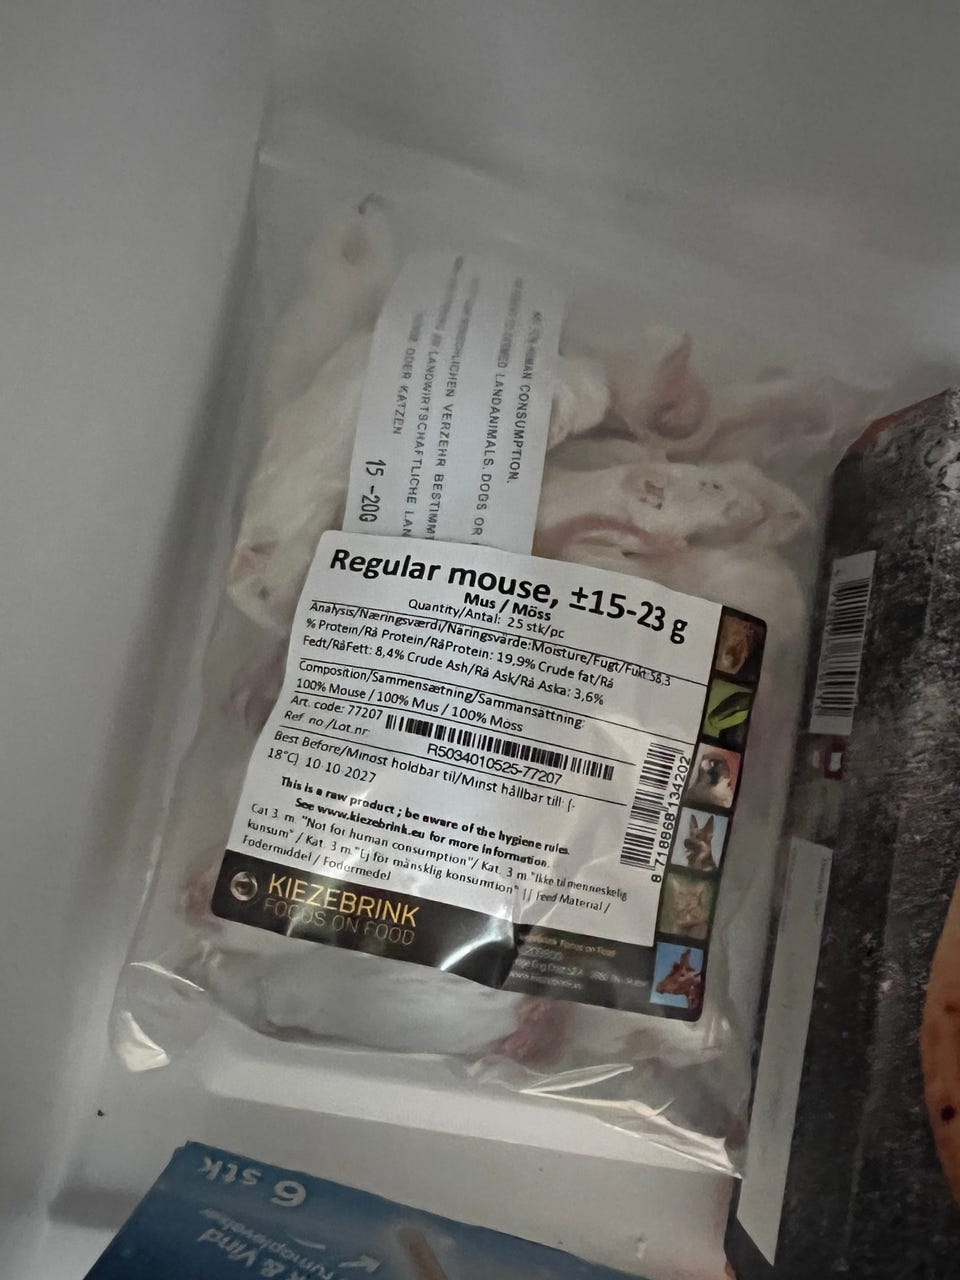 HUMAN CONSUMPTION.
LANDANIMALS, DOGS OR
VERZEHR BESTIMMT
LANDWIRTSCHAFTLICHE LAN
ODER KATZEN
15 -20G
Regular mouse, ±15-23 g
Mus / Möss
Quantity/Antal: 25 stk/pc
Analysis/Næringsværdi/Näringsvärde:Moisture/Fugt/Fukt:58,3
% Protein/Rå Protein/RåProtein: 19,9% Crude fat/Rå
Fedt/RåFett: 8,4% Crude Ash/Rå Ask/Rå Aska: 3,6%
Composition/Sammensætning/Sammansättning:
100% Mouse / 100% Mus / 100% Möss
Art. code: 77207
Ref no /Lot.nr:
R5034010525-77207
Best Before/Minst holdbar til/Minst hållbar till: (-
18°C) 10-10-2027
This is a raw product ; be aware of the hygiene rules.
See www.kiezebrink.eu for more information.
Cat 3 m. "Not for human consumption"/ Kat. 3 m."Ikke til menneskelig
kunsum" / Kat. 3 m "Ej för mänsklig konsumtion" || Feed Material /
Fodermiddel / Fodermedel
8 718868 134202
KIEZEBRINK
FOCUS ON FOOD
6 stk
& Vind